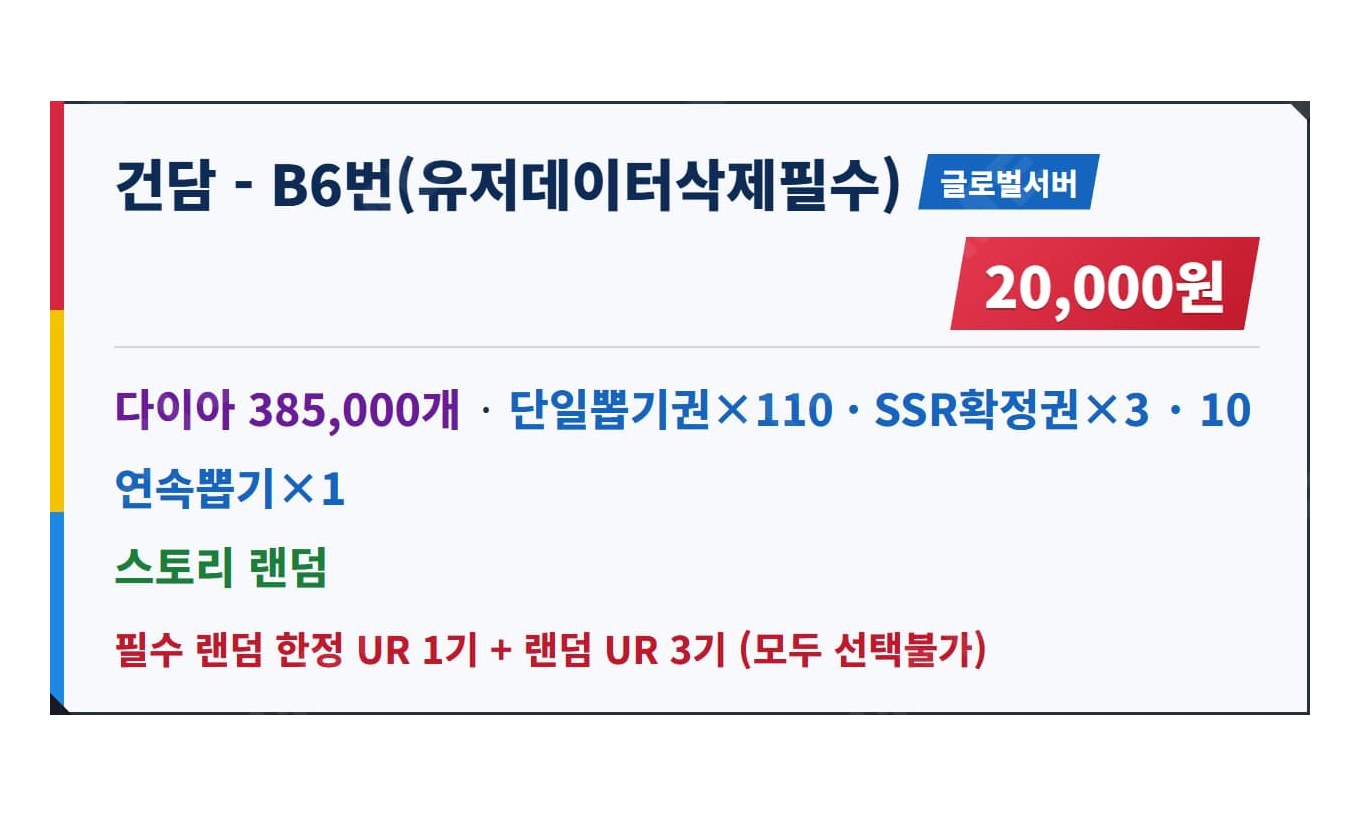 건담 - B6번(유저데이터삭제필수) 글로벌서버
20,000원
다이아 385,000개 · 단일뽑기권×110 · SSR확정권×3 · 10
연속뽑기×1
스토리 랜덤
필수 랜덤 한정 UR 1기 + 랜덤 UR 3기 (모두 선택불가)